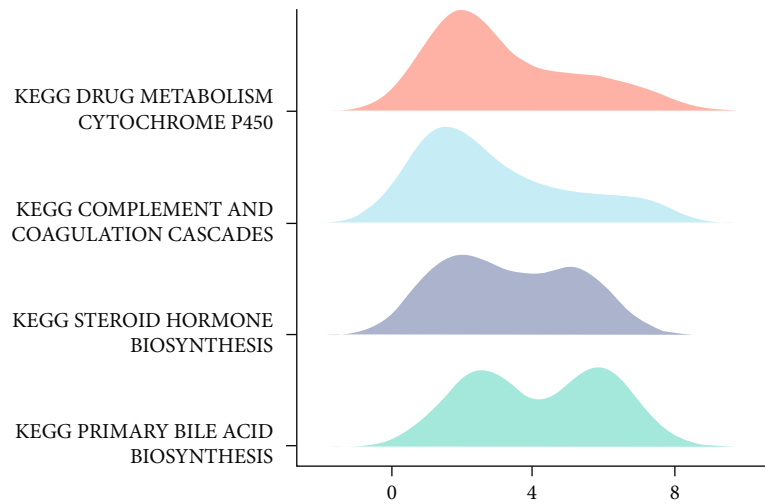 KEGG DRUG METABOLISM
CYTOCHROME P450
KEGG COMPLEMENT AND
COAGULATION CASCADES
KEGG STEROID HORMONE
BIOSYNTHESIS
KEGG PRIMARY BILE ACID
BIOSYNTHESIS
0 4 8